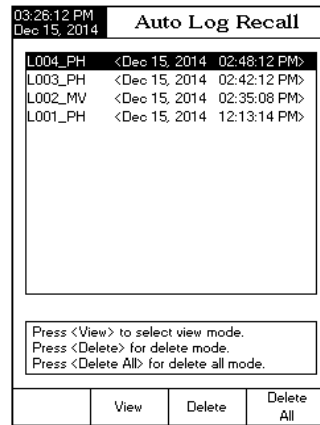 03:26:12 PM
Dec 15, 2014
Auto Log Recall
L004_PH <Dec 15, 2014 02:48:12 PM>
L003_PH <Dec 15, 2014 02:42:12 PM>
L002_MV <Dec 15, 2014 02:35:08 PM>
L001_PH <Dec 15, 2014 12:13:14 PM>
Press <View> to select view mode.
Press <Delete> for delete mode.
Press <Delete All> for delete all mode.
View
Delete
Delete
All